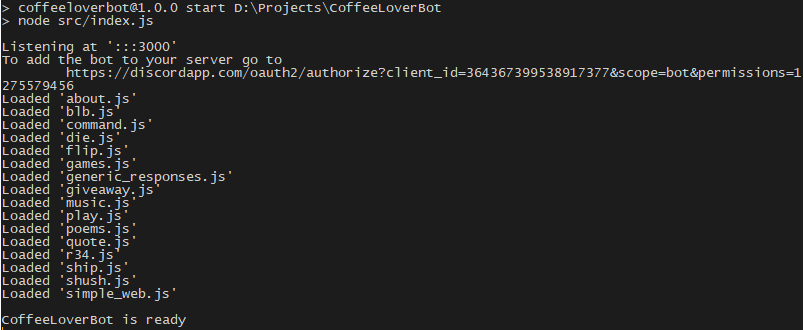 > coffeeloverbot@1.0.0 start D:\Projects\CoffeeLoverBot
> node src/index.js
Listening at ':::3000'
To add the bot to your server go to
https://discordapp.com/oauth2/authorize?client_id=364367399538917377&scope=bot&permissions=1
275579456
Loaded 'about.js'
Loaded 'blb.js'
Loaded 'command.js'
Loaded 'die.js'
Loaded 'flip.js'
Loaded 'games.js'
Loaded 'generic_responses.js'
Loaded 'giveaway.js'
Loaded 'music.js'
Loaded 'play.js'
Loaded 'poems.js'
Loaded 'quote.js'
Loaded 'r34.js'
Loaded 'ship.js'
Loaded 'shush.js'
Loaded 'simple_web.js'
CoffeeLoverBot is ready